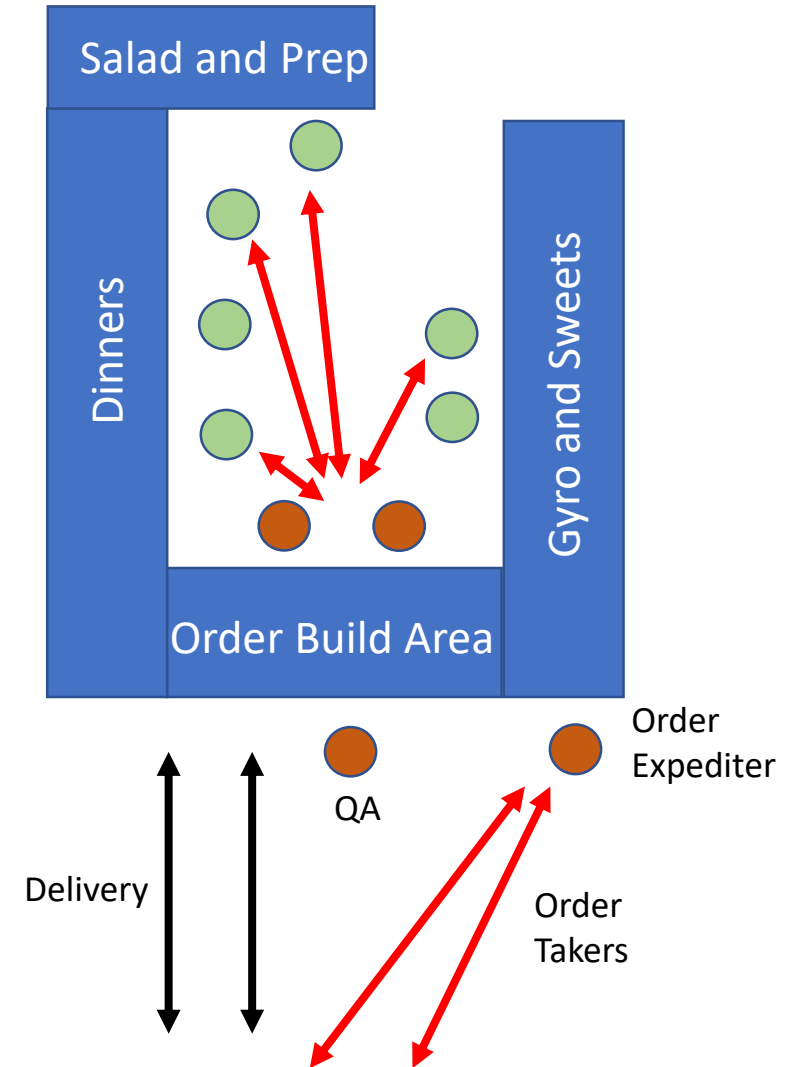 Salad and Prep
Dinners
Gyro and Sweets
Order Build Area
Order
Expediter
QA
Delivery
Order
Takers